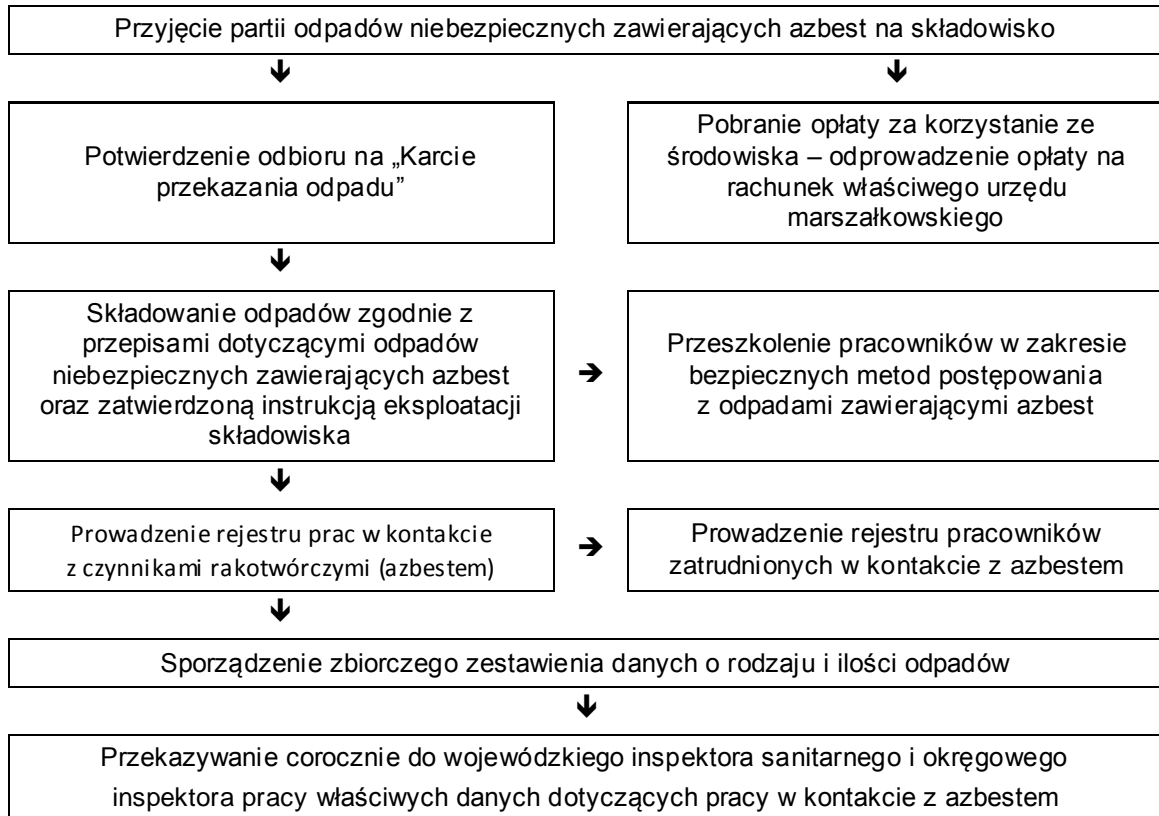 Przyjęcie partii odpadów niebezpiecznych zawierających azbest na składowisko
Potwierdzenie odbioru na „Karcie
przekazania odpadu”
Pobranie opłaty za korzystanie ze
środowiska – odprowadzenie opłaty na
rachunek właściwego urzędu
marszałkowskiego
Składowanie odpadów zgodnie z
przepisami dotyczącymi odpadów
niebezpiecznych zawierających azbest
oraz zatwierdzoną instrukcją eksploatacji
składowiska
Przeszkolenie pracowników w zakresie
bezpiecznych metod postępowania
z odpadami zawierającymi azbest
Prowadzenie rejestru prac w kontakcie
z czynnikami rakotwórczymi (azbestem)
Prowadzenie rejestru pracowników
zatrudnionych w kontakcie z azbestem
Sporządzenie zbiorczego zestawienia danych o rodzaju i ilości odpadów
Przekazywanie corocznie do wojewódzkiego inspektora sanitarnego i okręgowego
inspektora pracy właściwych danych dotyczących pracy w kontakcie z azbestem